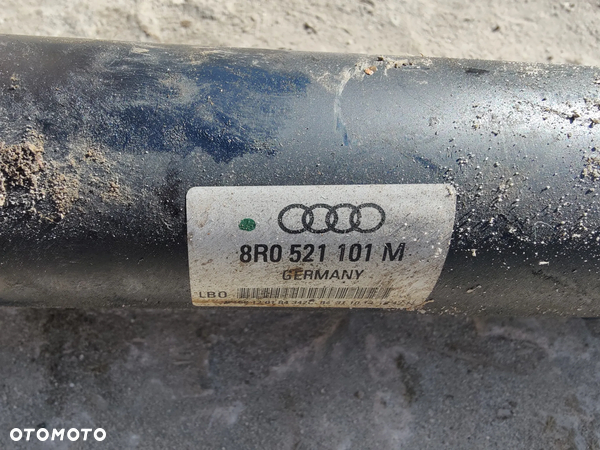 8R0 521 101 M
GERMANY
LBO
OTOMOTO